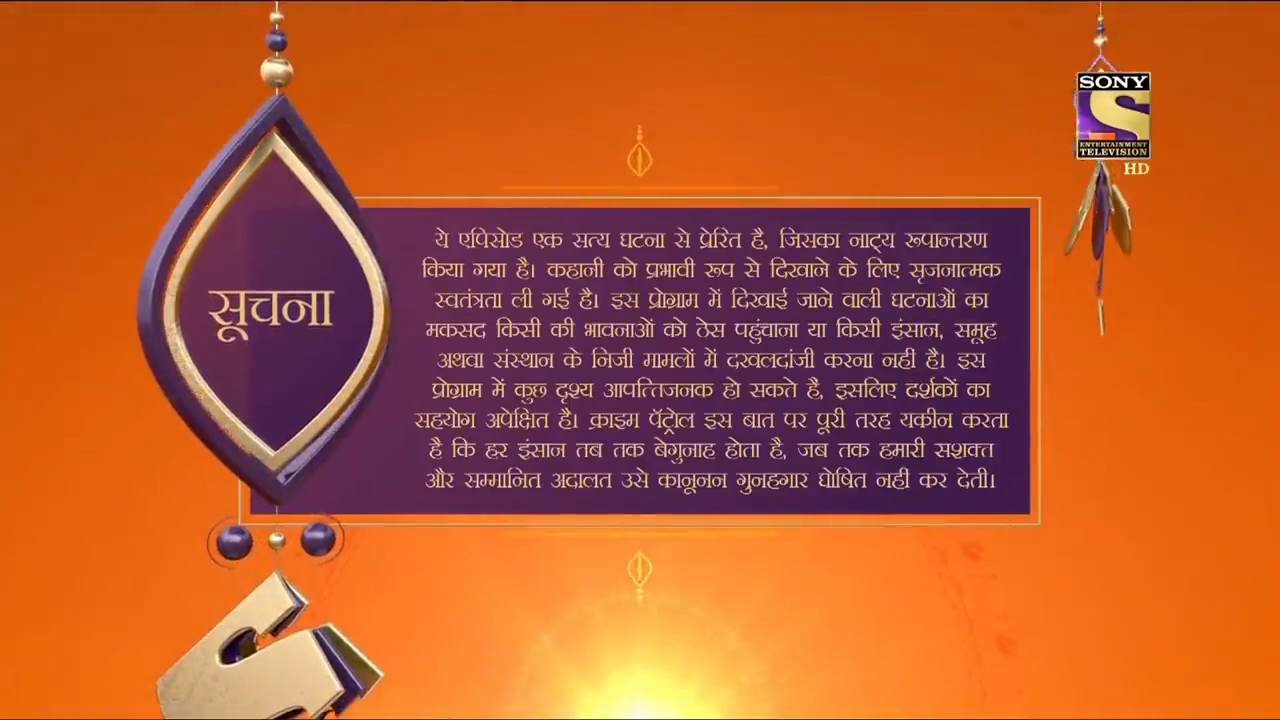 सूचना
ये एपिसोड एक सत्य घटना से प्रेरित है, जिसका नाट्य रूपान्तरण
किया गया है। कहानी को प्रभावी रूप से दिखाने के लिए सृजनात्मक
स्वतंत्रता ली गई है। इस प्रोग्राम में दिखाई जाने वाली घटनाओं का
मकसद किसी की भावनाओं को ठेस पहुंचाना या किसी इंसान, समूह
अथवा संस्थान के निजी मामलों में दखलदांजी करना नहीं है। इस
प्रोग्राम में कुछ दृश्य आपत्तिजनक हो सकते है, इसलिए दर्शकों का
सहयोग अपेक्षित है। क्राइम पॅट्रोल इस बात पर पूरी तरह यकीन करता
है कि हर इंसान तब तक बेगुनाह होता है, जब तक हमारी सशक्त
और सम्मानित अदालत उसे कानूनन गुनहगार घोषित नहीं कर देती।
SONY
ENTERTAINMENT
TELEVISION
HD